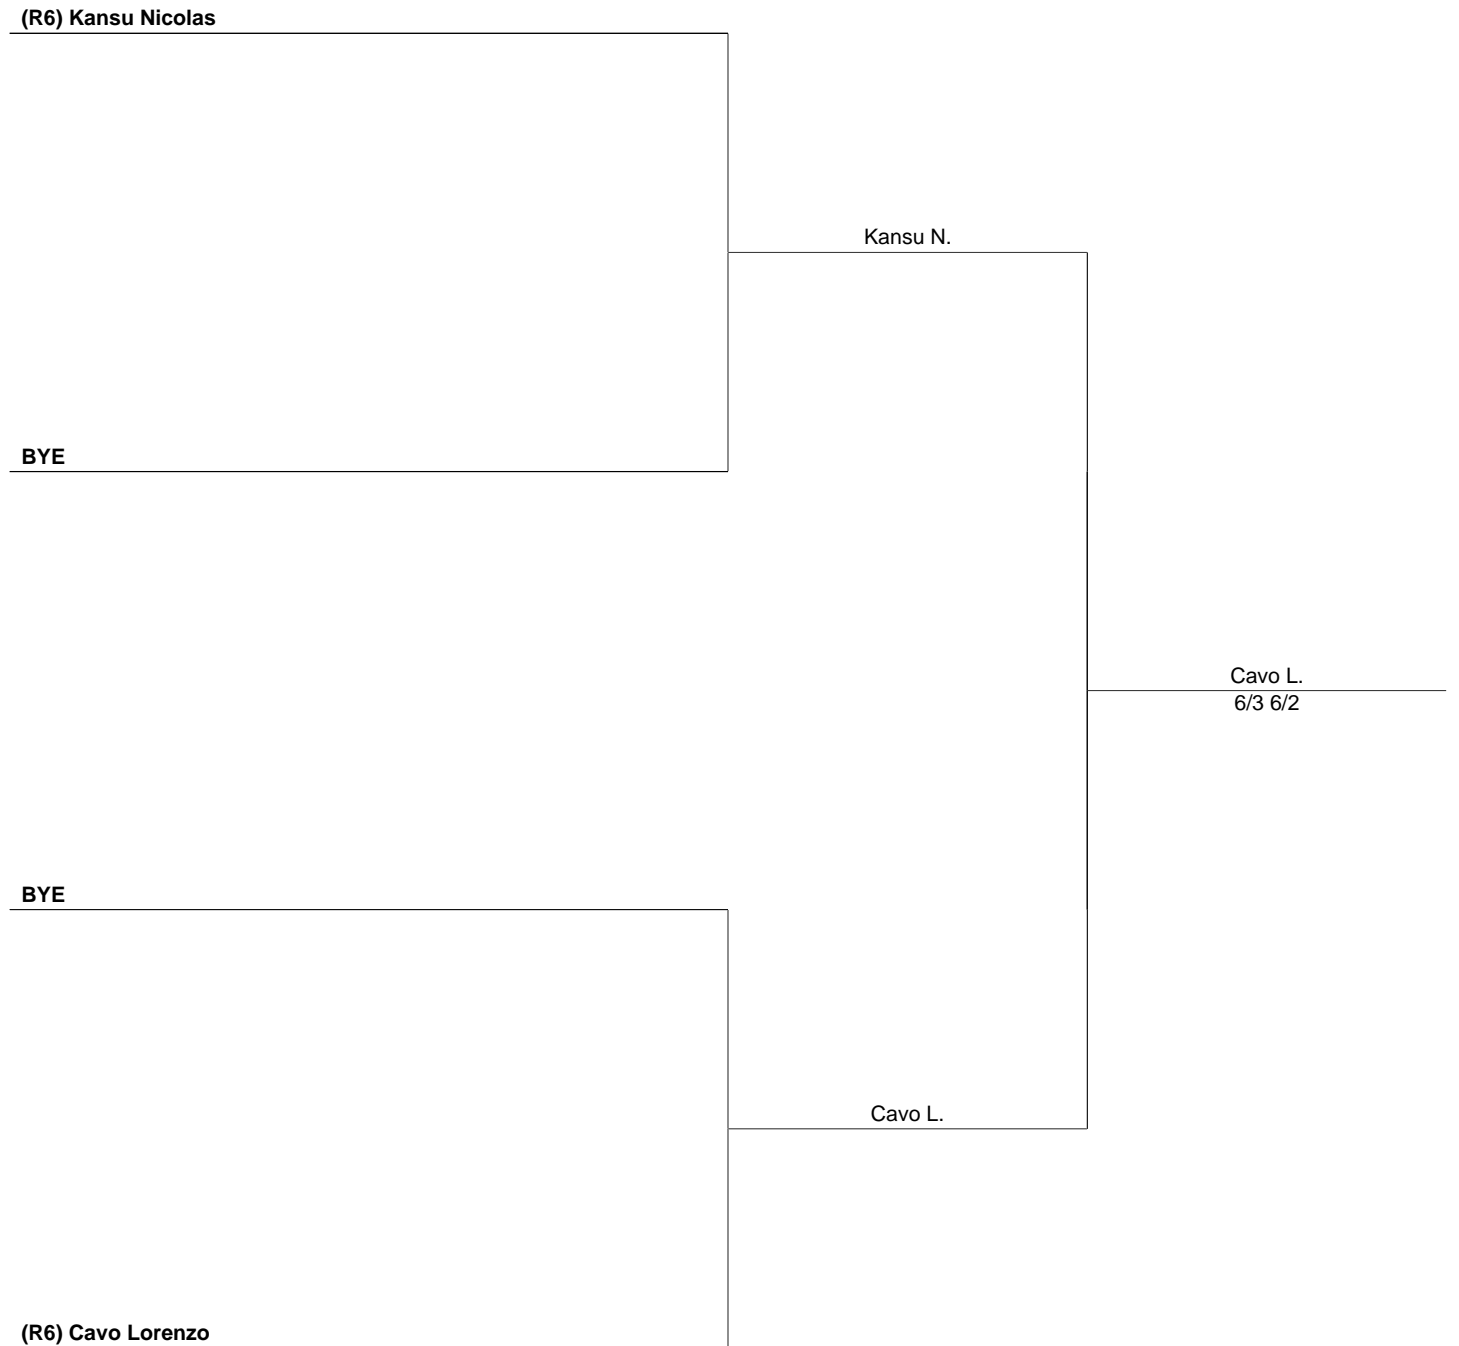 (R6) Kansu Nicolas
Kansu N.
BYE
Cavo L.
6/3 6/2
BYE
Cavo L.
(R6) Cavo Lorenzo